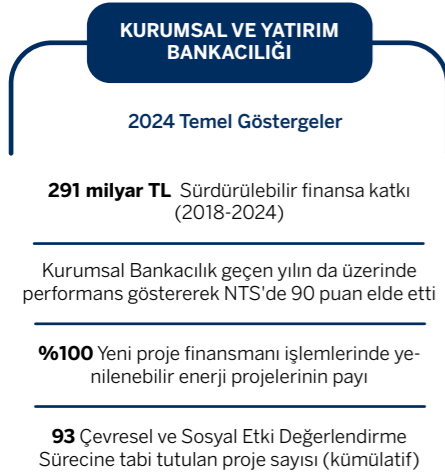 KURUMSAL VE YATIRIM
BANKACILIĞI
2024 Temel Göstergeler
291 milyar TL Sürdürülebilir finansa katkı
(2018-2024)
Kurumsal Bankacılık geçen yılın da üzerinde
performans göstererek NTS'de 90 puan elde etti
%100 Yeni proje finansmanı işlemlerinde ye-
nilenebilir enerji projelerinin payı
93 Çevresel ve Sosyal Etki Değerlendirme
Sürecine tabi tutulan proje sayısı (kümülatif)